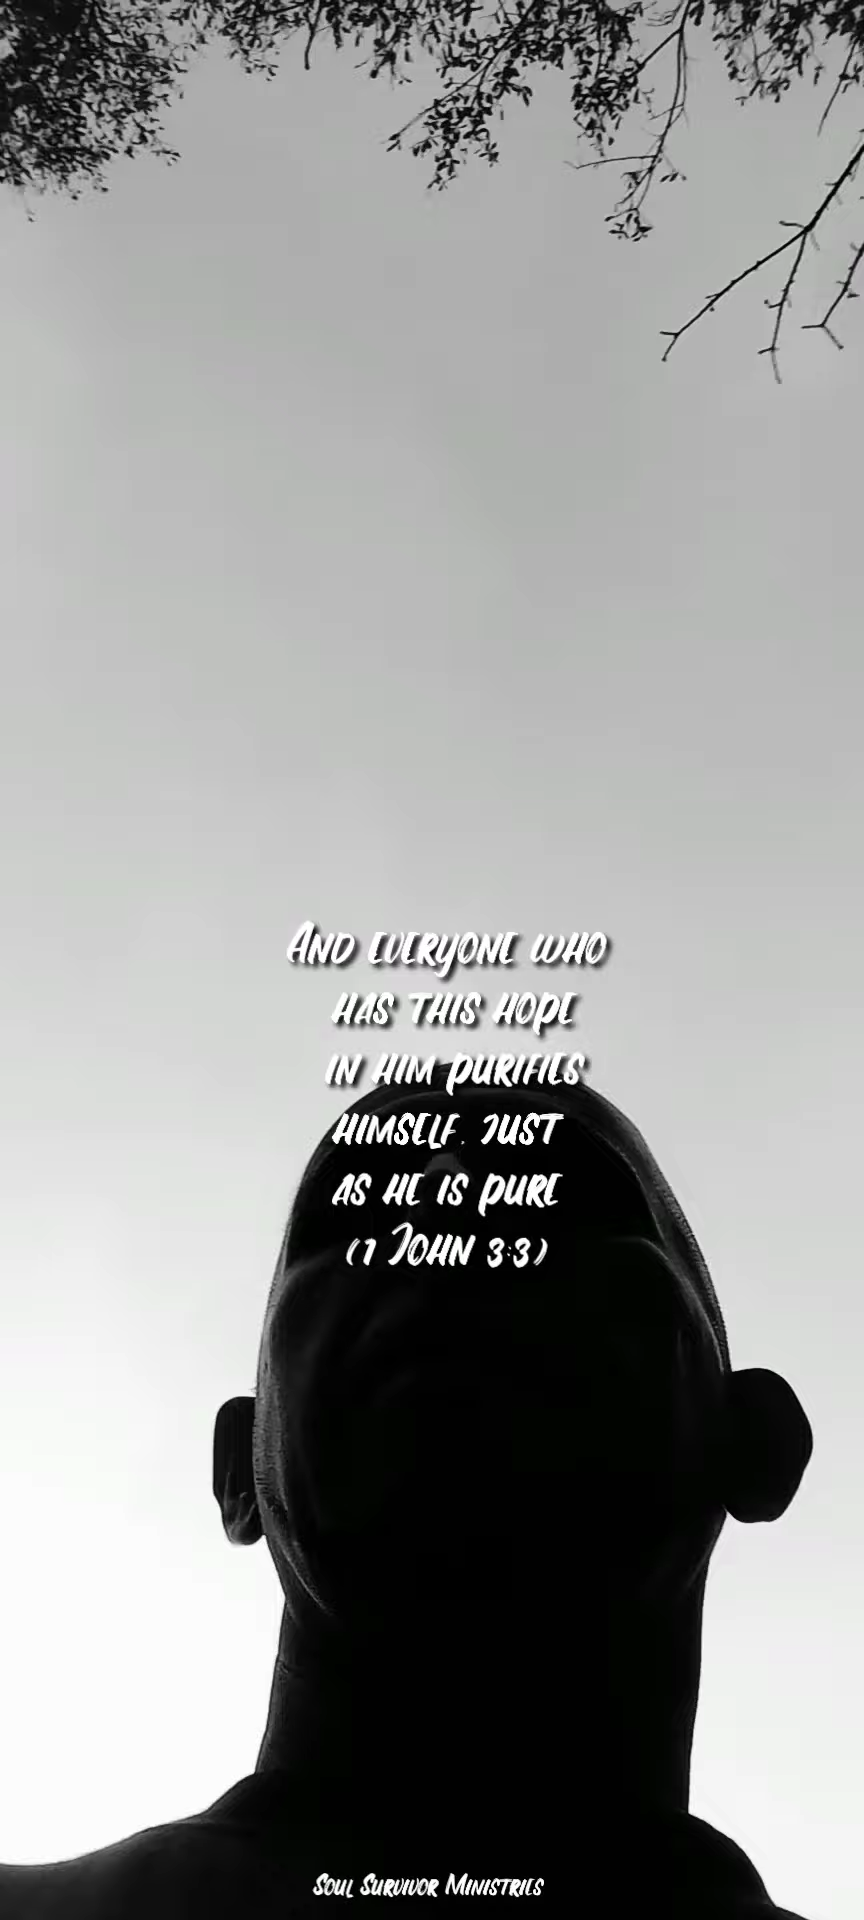 And everyone who
has this hope
in him purifies
himself, just
as he is pure
(1 John 3:3)
Soul Survivor Ministries